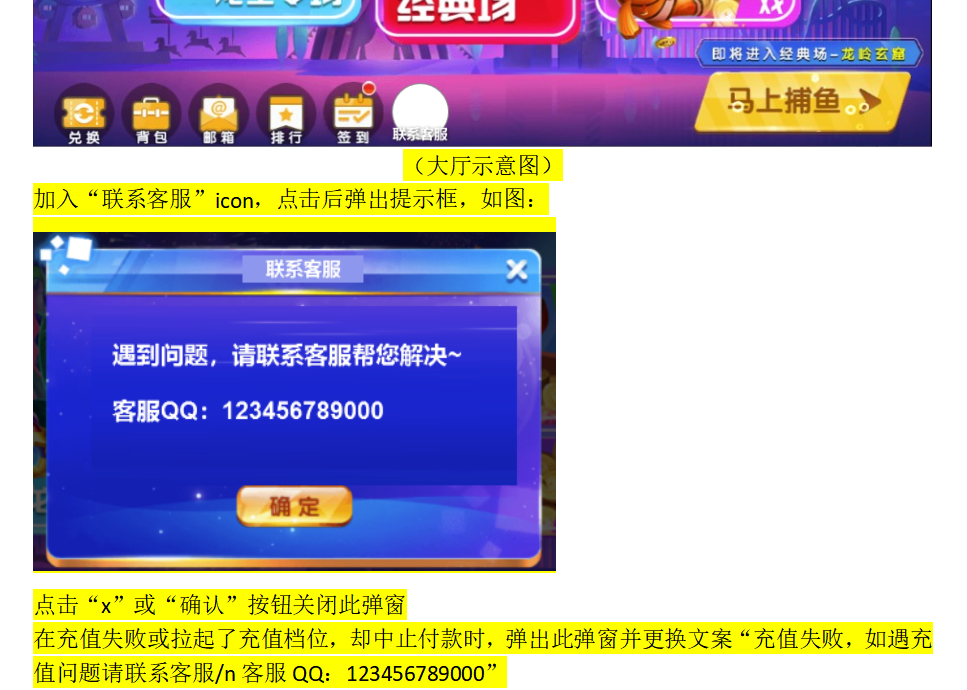 经典场
即将进入经典场-龙岭玄窟
马上捕鱼
兑换
背包
邮箱
排行
签到
联系客服
（大厅示意图）
加入“联系客服”icon，点击后弹出提示框，如图：
联系客服
遇到问题，请联系客服帮您解决~
客服QQ：123456789000
确定
点击“x”或“确认”按钮关闭此弹窗
在充值失败或拉起了充值档位，却中止付款时，弹出此弹窗并更换文案“充值失败，如遇充
值问题请联系客服/n 客服 QQ：123456789000”